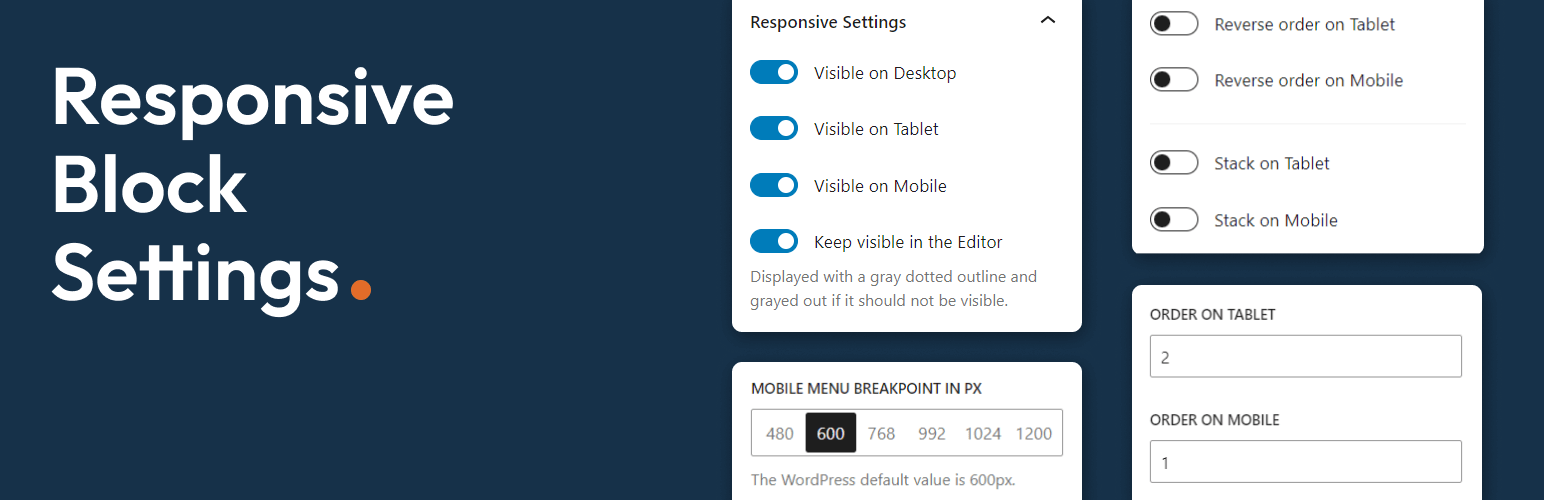 Responsive
Block
Settings.
Responsive Settings
Visible on Desktop
Visible on Tablet
Visible on Mobile
Keep visible in the Editor
Displayed with a gray dotted outline and
grayed out if it should not be visible.
MOBILE MENU BREAKPOINT IN PX
480 600 768 992 1024 1200
The WordPress default value is 600px.
Reverse order on Tablet
Reverse order on Mobile
Stack on Tablet
Stack on Mobile
ORDER ON TABLET
2
ORDER ON MOBILE
1